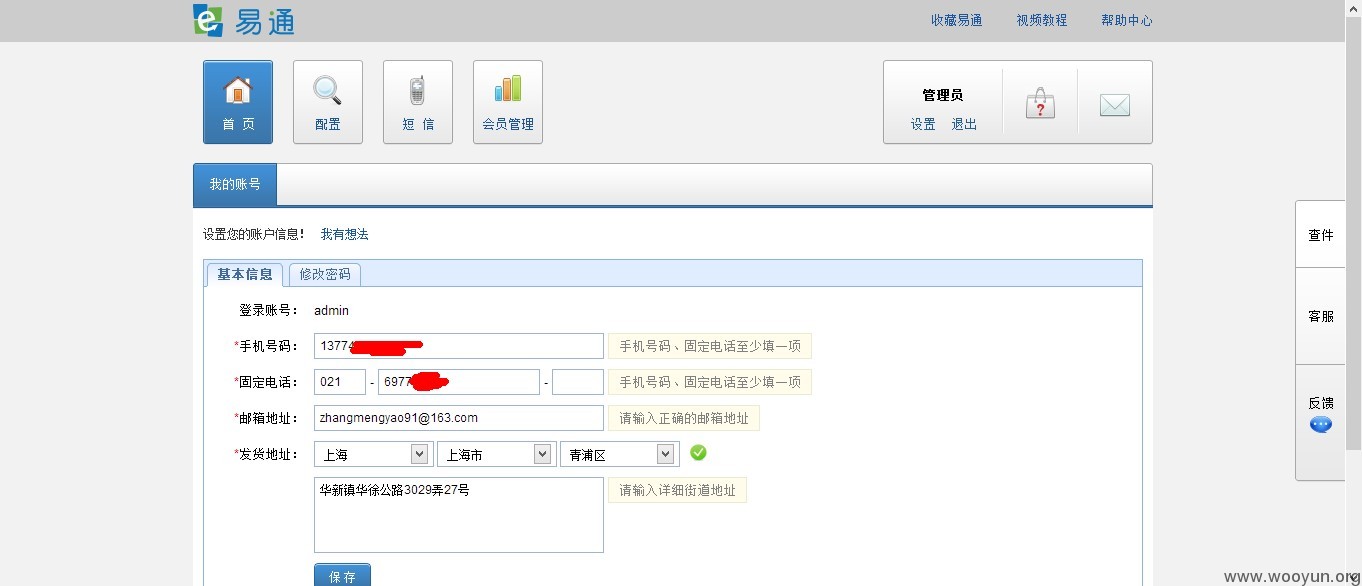 易通
收藏易通 视频教程 帮助中心
首 页 配置 短 信 会员管理
管理员
设置 退出
我的账号
设置您的账户信息! 我有想法
基本信息 修改密码
登录账号: admin
*手机号码: 1377 手机号码、固定电话至少填一项
*固定电话: 021 - 697 - 手机号码、固定电话至少填一项
*邮箱地址: zhangmengyao91@163.com 请输入正确的邮箱地址
*发货地址: 上海 上海市 青浦区
华新镇华徐公路3029弄27号 请输入详细街道地址
保 存
查件
客服
反馈
www.wooyun.org